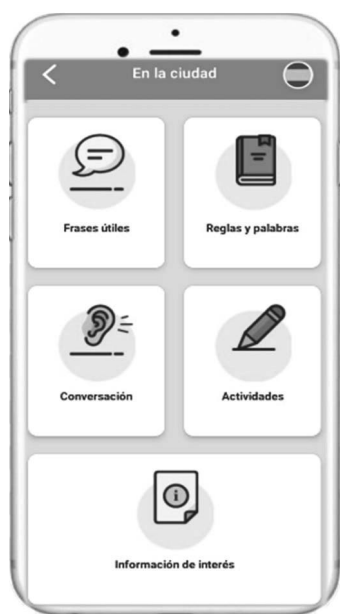 En la ciudad
Frases útiles
Reglas y palabras
Conversación
Actividades
Información de interés